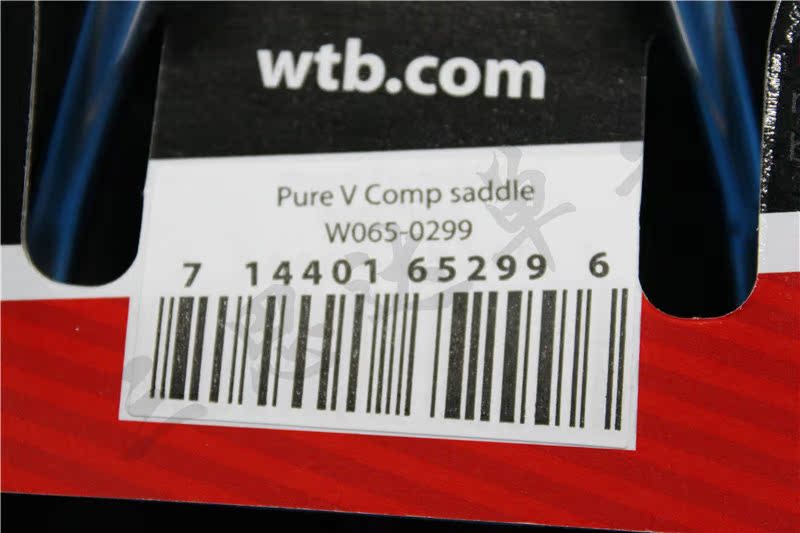 wtb.com
Pure V Comp saddle
W065-0299
7 14401 65299 6